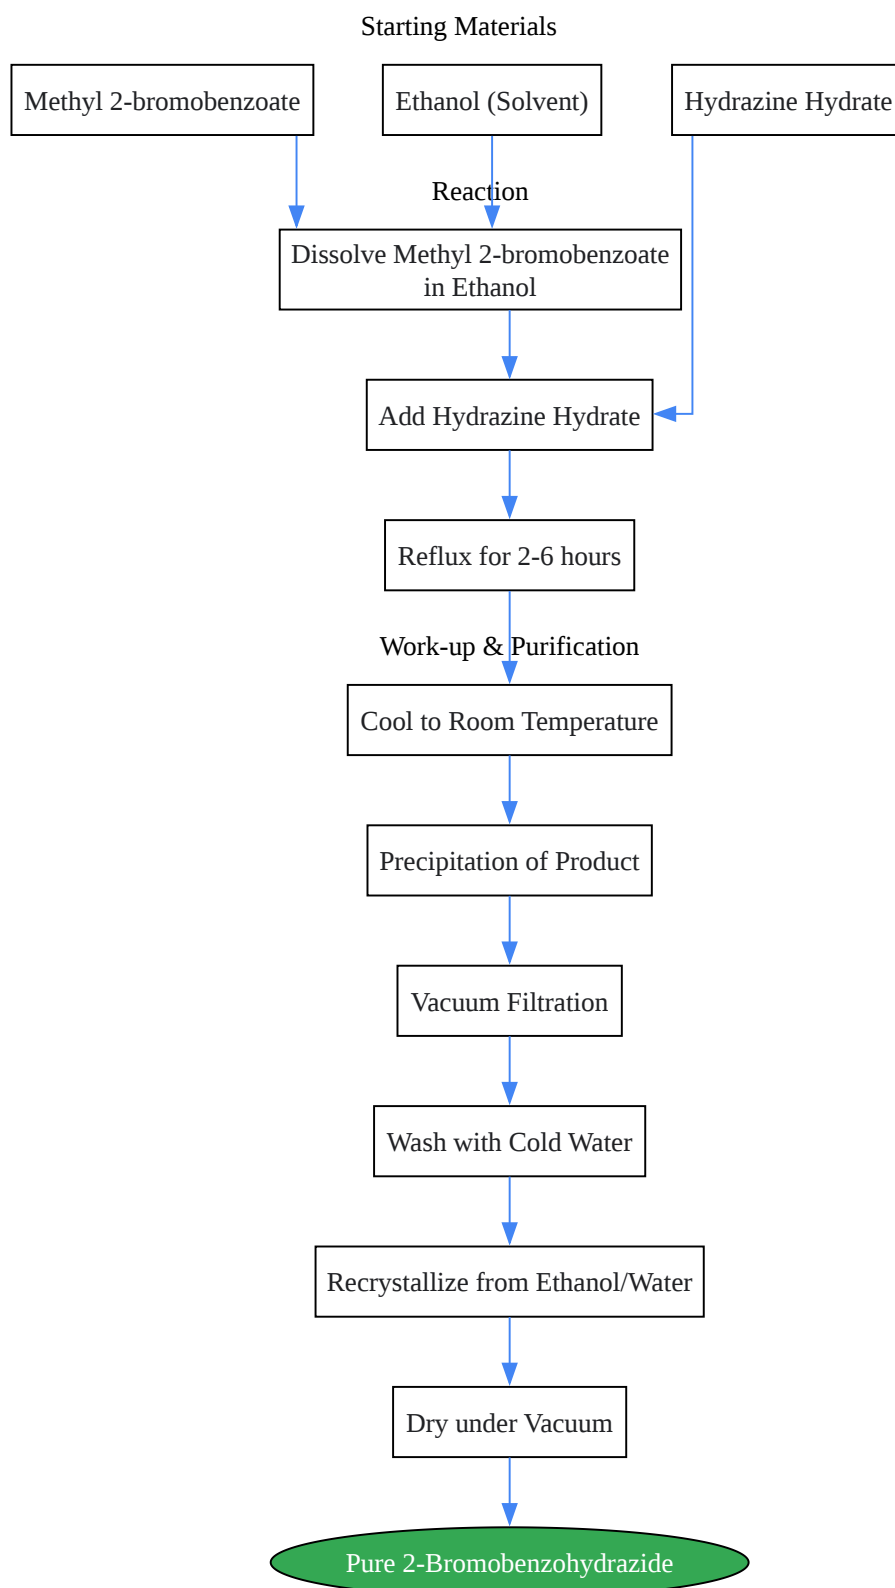 Starting Materials
Methyl 2-bromobenzoate
Ethanol (Solvent)
Hydrazine Hydrate
Reaction
Dissolve Methyl 2-bromobenzoate
in Ethanol
Add Hydrazine Hydrate
Reflux for 2-6 hours
Work-up & Purification
Cool to Room Temperature
Precipitation of Product
Vacuum Filtration
Wash with Cold Water
Recrystallize from Ethanol/Water
Dry under Vacuum
Pure 2-Bromobenzohydrazide